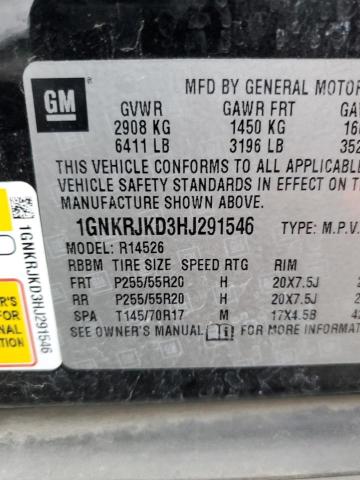 GM
MFD BY GENERAL MOTOR
GVWR GAWR FRT
2908 KG 1450 KG
6411 LB 3196 LB
THIS VEHICLE CONFORMS TO ALL APPLICABLE
VEHICLE SAFETY STANDARDS IN EFFECT ON T
MANUFACTURE SHOWN ABOVE.
1GNKRJKD3HJ291546 TYPE: M.P.V.
MODEL: R14526
RBBM TIRE SIZE SPEED RTG RIM
FRT P255/55R20 H 20X7.5J
RR P255/55R20 H 20X7.5J
SPA T145/70R17 M 17X4.5B
SEE OWNER'S MANUAL FOR MORE INFORMAT
1GNKRJKD3HJ291546